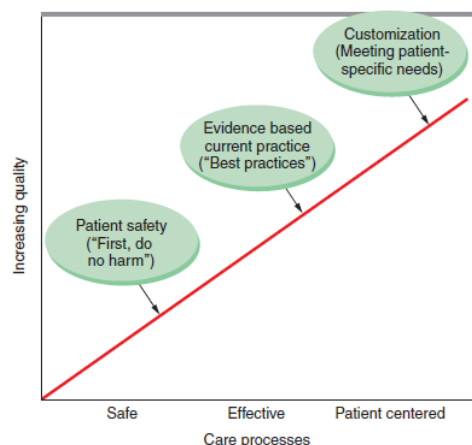 Customization
(Meeting patient-
specific needs)
Evidence based
current practice
("Best practices")
Patient safety
("First, do
no harm")
Increasing quality
Safe
Effective
Patient centered
Care processes